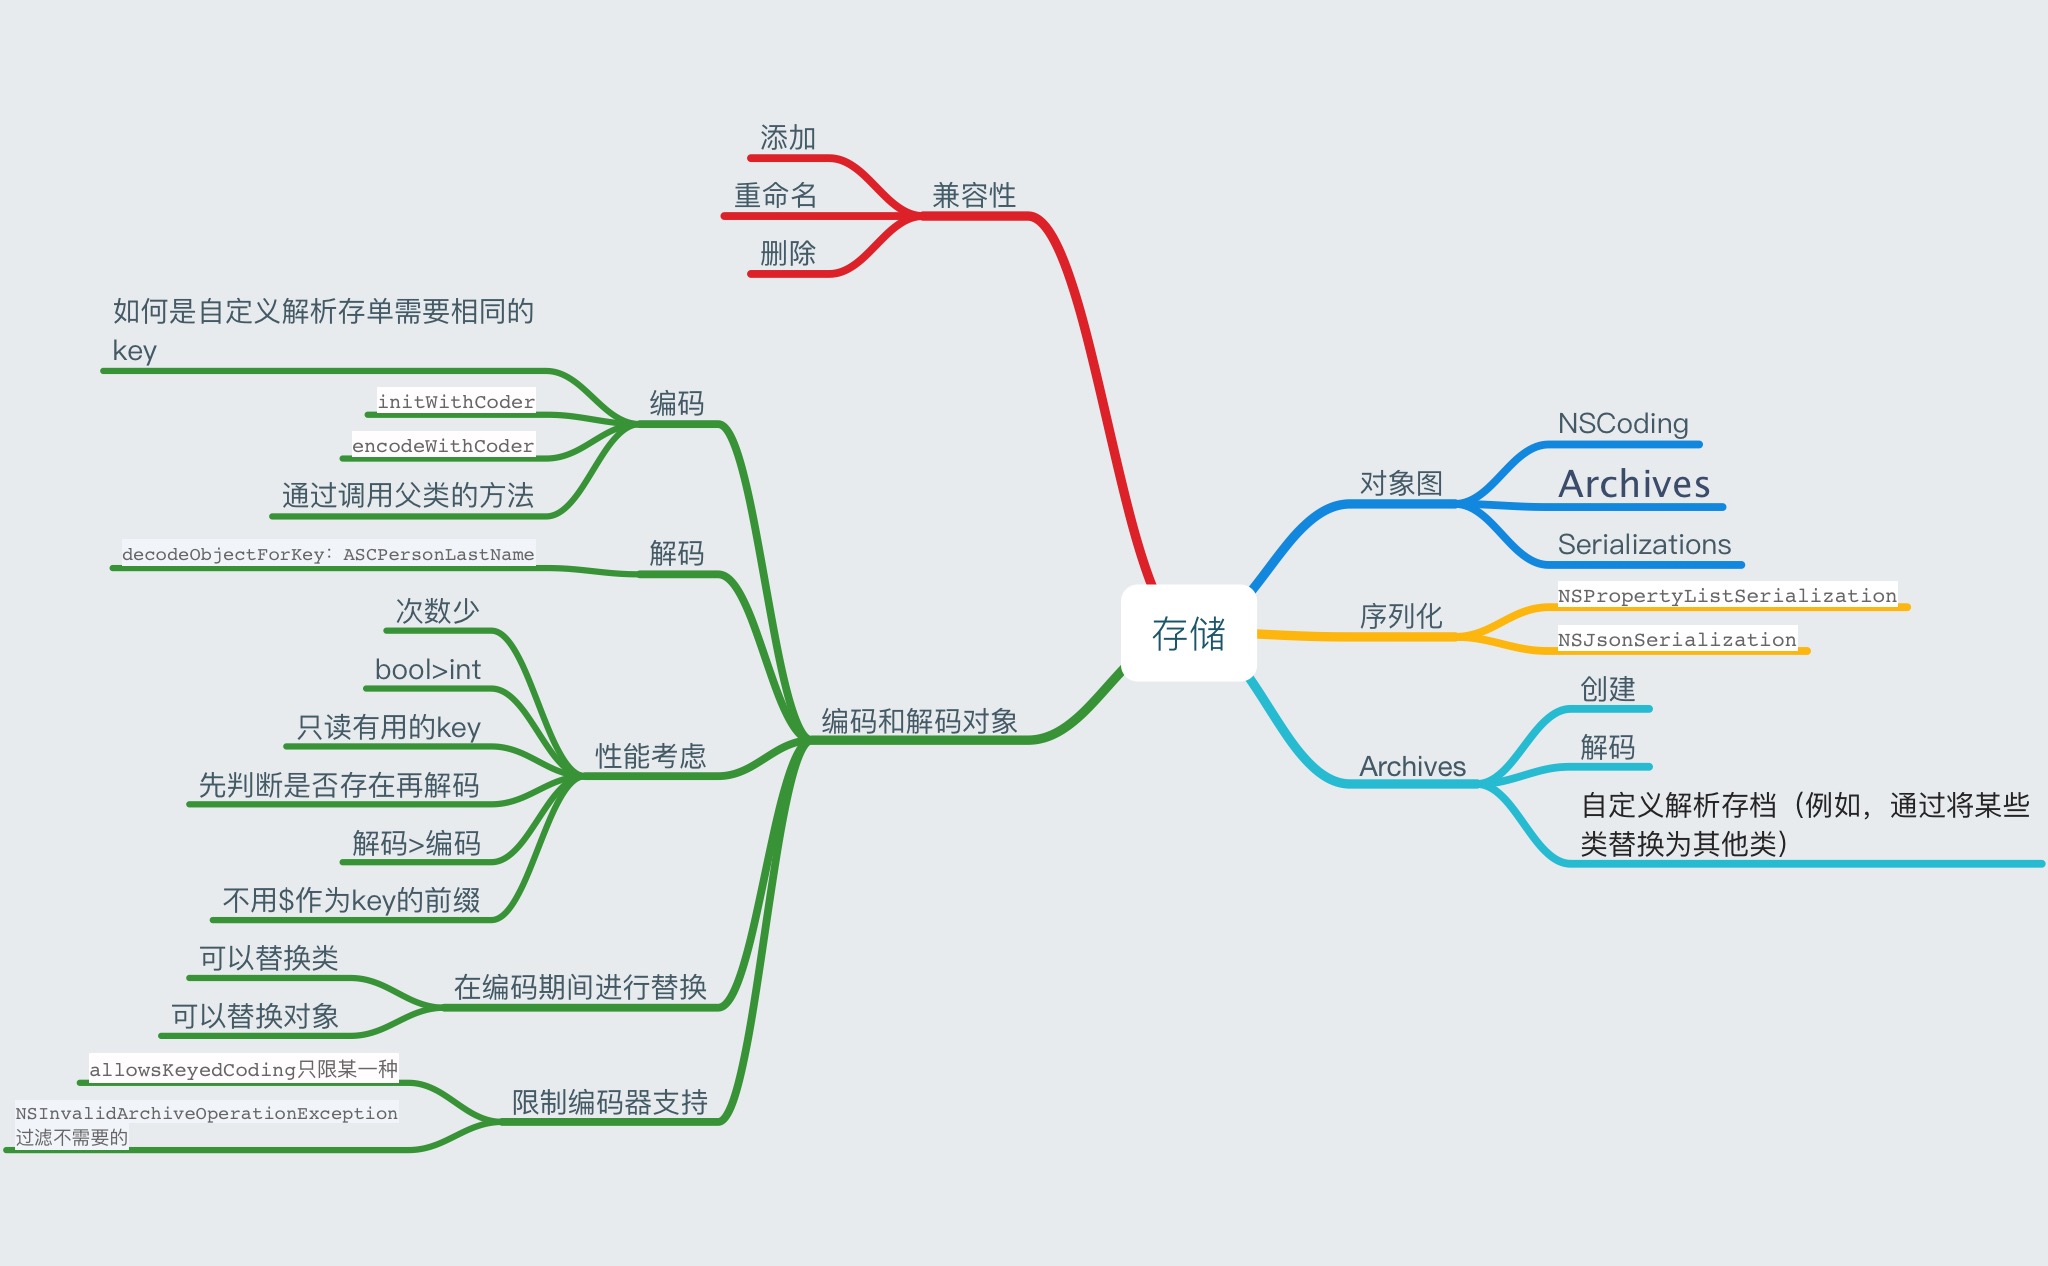 存储
兼容性
添加
重命名
删除
对象图
NSCoding
Archives
Serializations
序列化
NSPropertyListSerialization
NSJsonSerialization
Archives
创建
解码
自定义解析存档（例如，通过将某些
类替换为其他类）
编码和解码对象
编码
如何是自定义解析存单需要相同的
key
initWithCoder
encodeWithCoder
通过调用父类的方法
解码
decodeObjectForKey: ASCPersonLastName
性能考虑
次数少
bool>int
只读有用的key
先判断是否存在再解码
解码>编码
不用$作为key的前缀
在编码期间进行替换
可以替换类
可以替换对象
限制编码器支持
allowsKeyedCoding只限某一种
NSInvalidArchiveOperationException
过滤不需要的